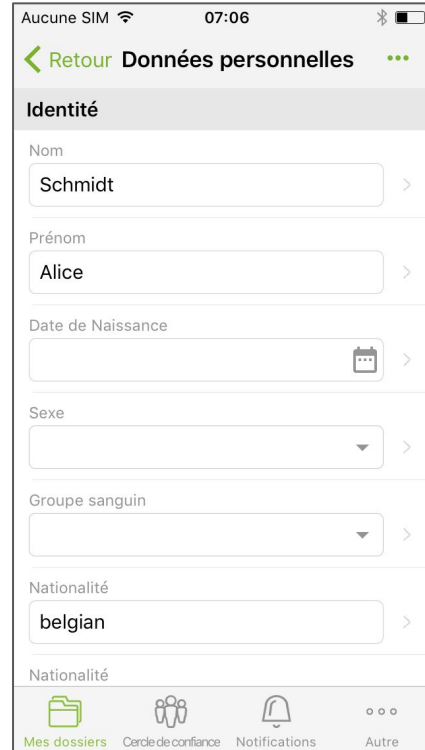 Aucune SIM 07:06
Retour Données personnelles
Identité
Nom
Schmidt
Prénom
Alice
Date de Naissance
Sexe
Groupe sanguin
Nationalité
belgian
Nationalité
Mes dossiers Cercle de confiance Notifications Autre